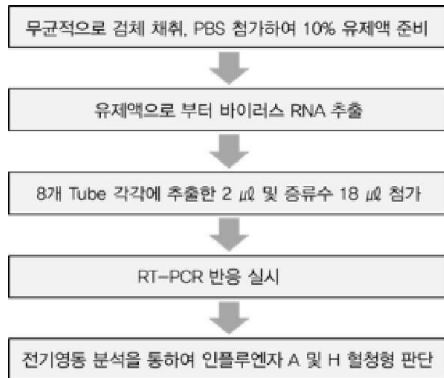 무균적으로 검체 채취, PBS 첨가하여 10% 유제액 준비
유제액으로 부터 바이러스 RNA 추출
8개 Tube 각각에 추출한 2 ㎕ 및 증류수 18 ㎕ 첨가
RT-PCR 반응 실시
전기영동 분석을 통하여 인플루엔자 A 및 H 혈청형 판단